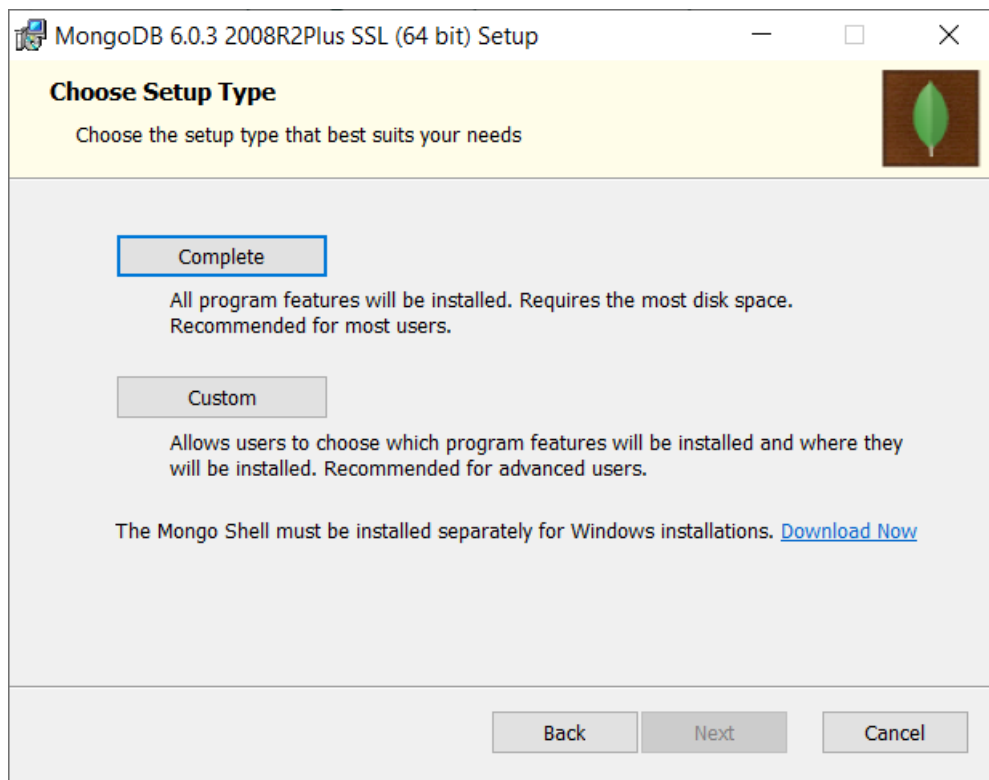 MongoDB 6.0.3 2008R2Plus SSL (64 bit) Setup
Choose Setup Type
Choose the setup type that best suits your needs
Complete
All program features will be installed. Requires the most disk space.
Recommended for most users.
Custom
Allows users to choose which program features will be installed and where they
will be installed. Recommended for advanced users.
The Mongo Shell must be installed separately for Windows installations. Download Now
Back
Next
Cancel